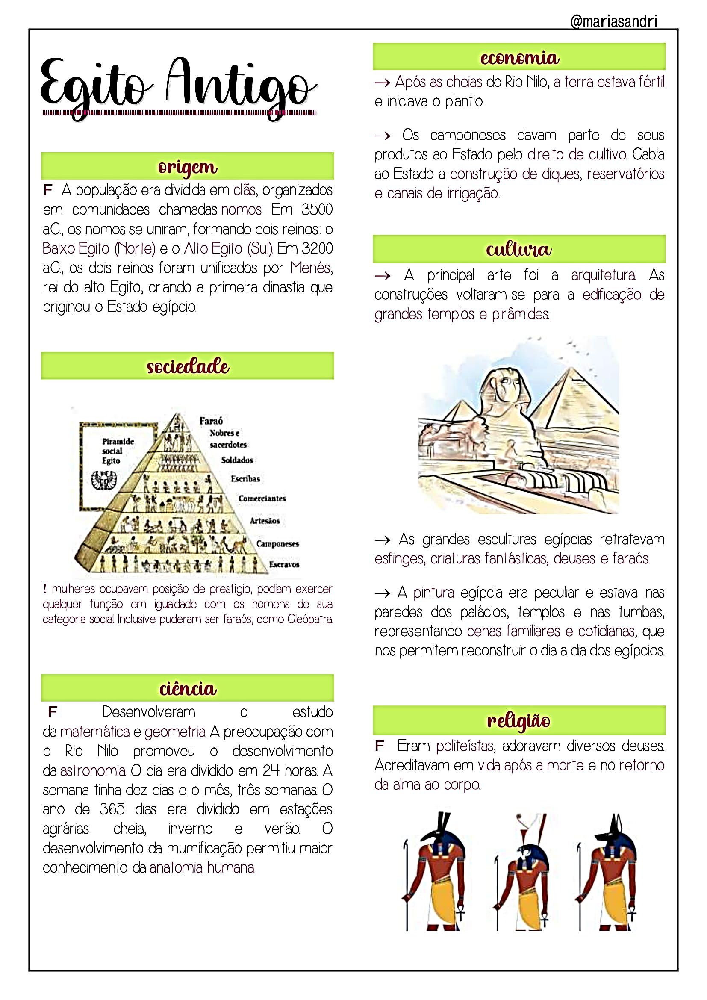 @mariasandri
Egito Antigo
origem
F A população era dividida em clãs, organizados
em comunidades chamadas nomos. Em 3500
a.C., os nomos se uniram, formando dois reinos: o
Baixo Egito (Norte) e o Alto Egito (Sul). Em 3200
a.C., os dois reinos foram unificados por Menés,
rei do alto Egito, criando a primeira dinastia que
originou o Estado egípcio.
sociedade
Piramide
social
Egito
Faraó
Nobres e
sacerdotes
Soldados
Escribas
Comerciantes
Artesãos
Camponeses
Escravos
! mulheres ocupavam posição de prestígio, podiam exercer
qualquer função em igualdade com os homens de sua
categoria social. Inclusive puderam ser faraós, como Cleópatra.
ciência
F Desenvolveram o estudo
da matemática e geometria. A preocupação com
o Rio Nilo promoveu o desenvolvimento
da astronomia. O dia era dividido em 24 horas. A
semana tinha dez dias e o mês, três semanas. O
ano de 365 dias era dividido em estações
agrárias: cheia, inverno e verão. O
desenvolvimento da mumificação permitiu maior
conhecimento da anatomia humana.
economia
→ Após as cheias do Rio Nilo, a terra estava fértil
e iniciava o plantio
→ Os camponeses davam parte de seus
produtos ao Estado pelo direito de cultivo. Cabia
ao Estado a construção de diques, reservatórios
e canais de irrigação..
cultura
→ A principal arte foi a arquitetura. As
construções voltaram-se para a edificação de
grandes templos e pirâmides.
→ As grandes esculturas egípcias retratavam
esfinges, criaturas fantásticas, deuses e faraós.
→ A pintura egípcia era peculiar e estava nas
paredes dos palácios, templos e nas tumbas,
representando cenas familiares e cotidianas, que
nos permitem reconstruir o dia a dia dos egípcios.
religião
F Eram politeístas, adoravam diversos deuses.
Acreditavam em vida após a morte e no retorno
da alma ao corpo.